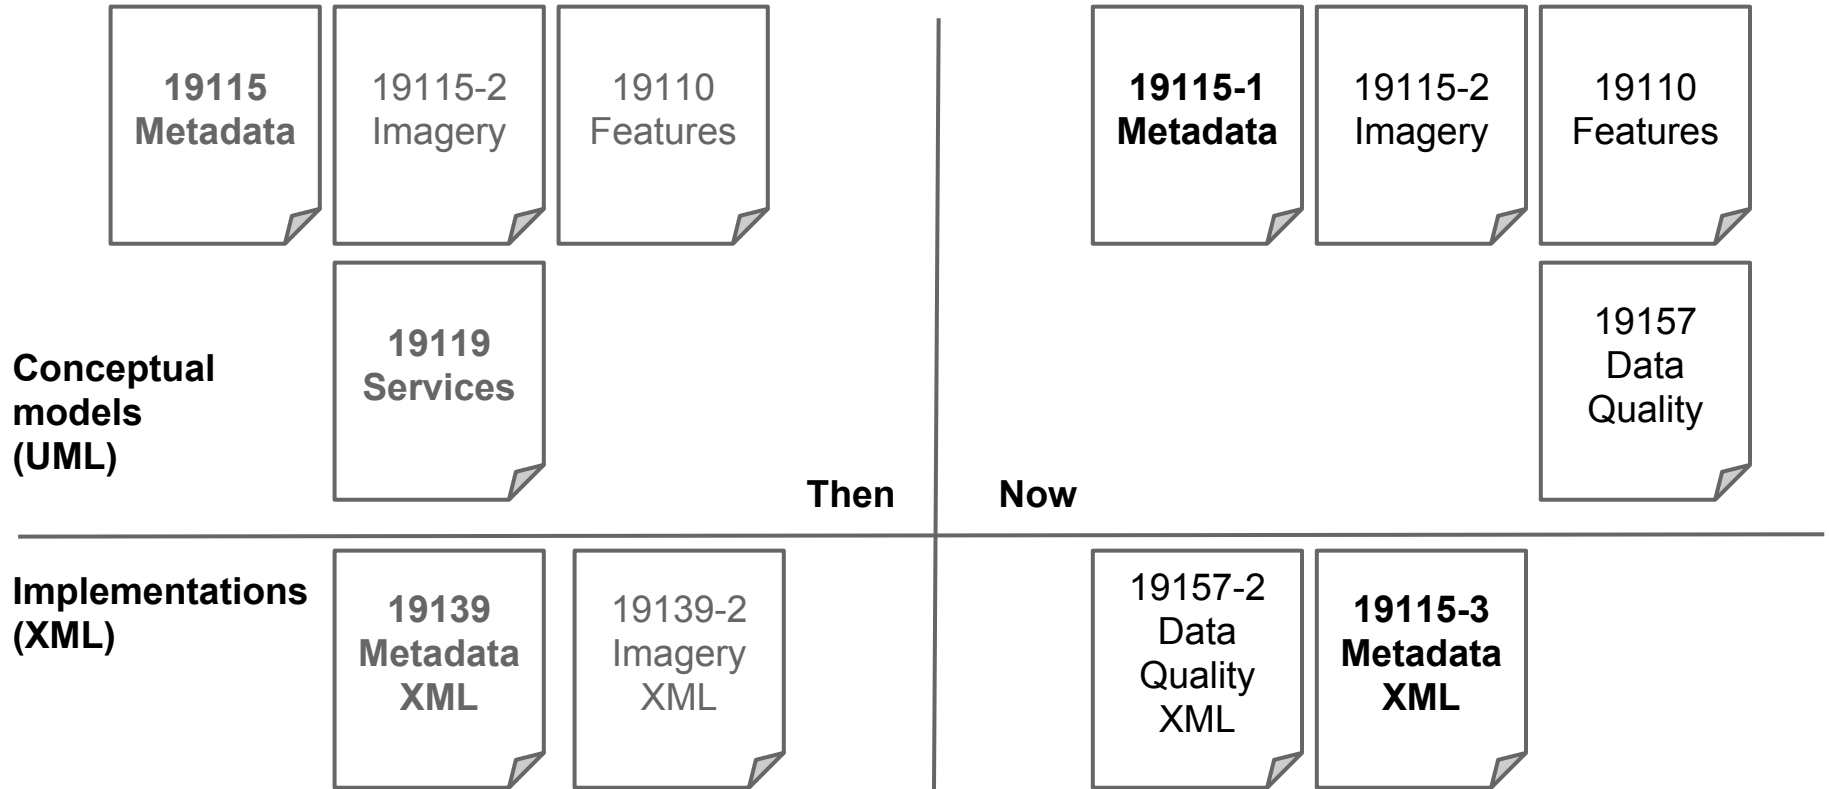 19115
Metadata
19115-2
Imagery
19110
Features
19119
Services
Conceptual
models
(UML)
Then
19115-1
Metadata
19115-2
Imagery
19110
Features
19157
Data
Quality
Now
Implementations
(XML)
19139
Metadata
XML
19139-2
Imagery
XML
19157-2
Data
Quality
XML
19115-3
Metadata
XML